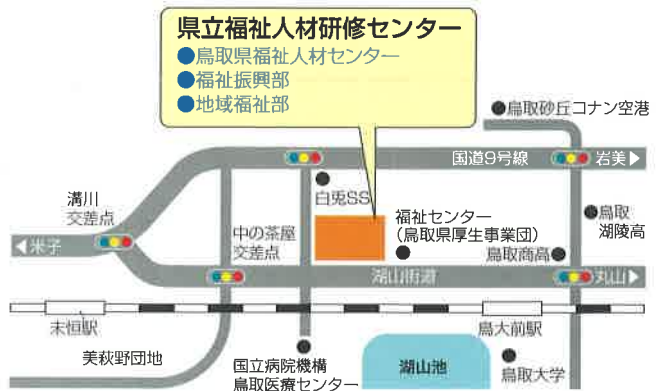 県立福祉人材研修センター
●鳥取県福祉人材センター
●福祉振興部
●地域福祉部
●鳥取砂丘コナン空港
国道9号線
岩美▶
白兎SS
溝川
交差点
◀米子
中の茶屋
交差点
福祉センター
(鳥取県厚生事業団)
●鳥取
湖陵高
鳥取商高●
湖山街道
丸山▶
末恒駅
鳥大前駅
美萩野団地
国立病院機構
鳥取医療センター
湖山池
鳥取大学